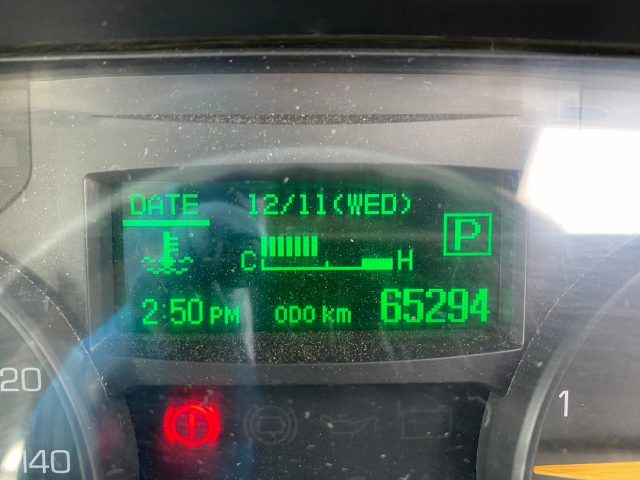 DATE 12/11(WED)
P
C H
2:50 PM ODO km 65294
20
140
1